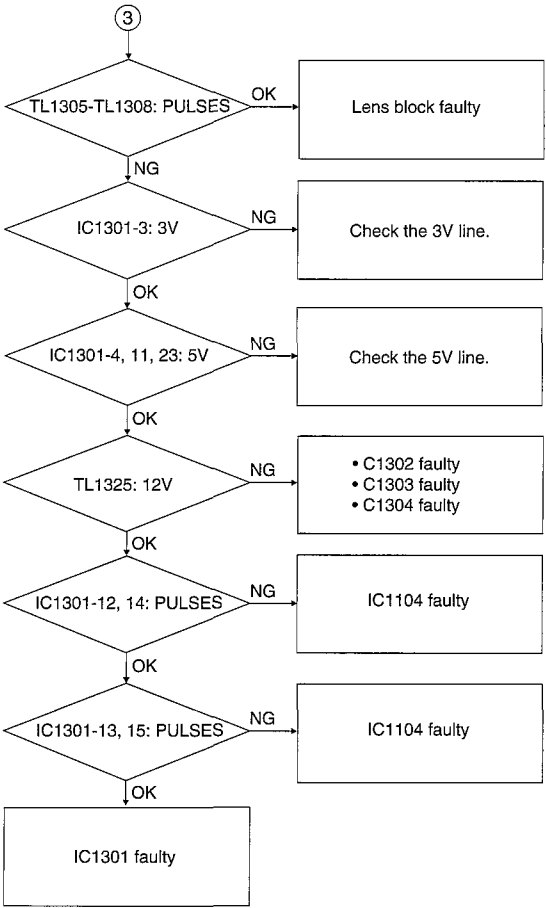 3
TL1305-TL1308: PULSES
OK
Lens block faulty
NG
IC1301-3: 3V
NG
Check the 3V line.
OK
IC1301-4, 11, 23: 5V
NG
Check the 5V line.
OK
TL1325: 12V
NG
• C1302 faulty
• C1303 faulty
• C1304 faulty
OK
IC1301-12, 14: PULSES
NG
IC1104 faulty
OK
IC1301-13, 15: PULSES
NG
IC1104 faulty
OK
IC1301 faulty